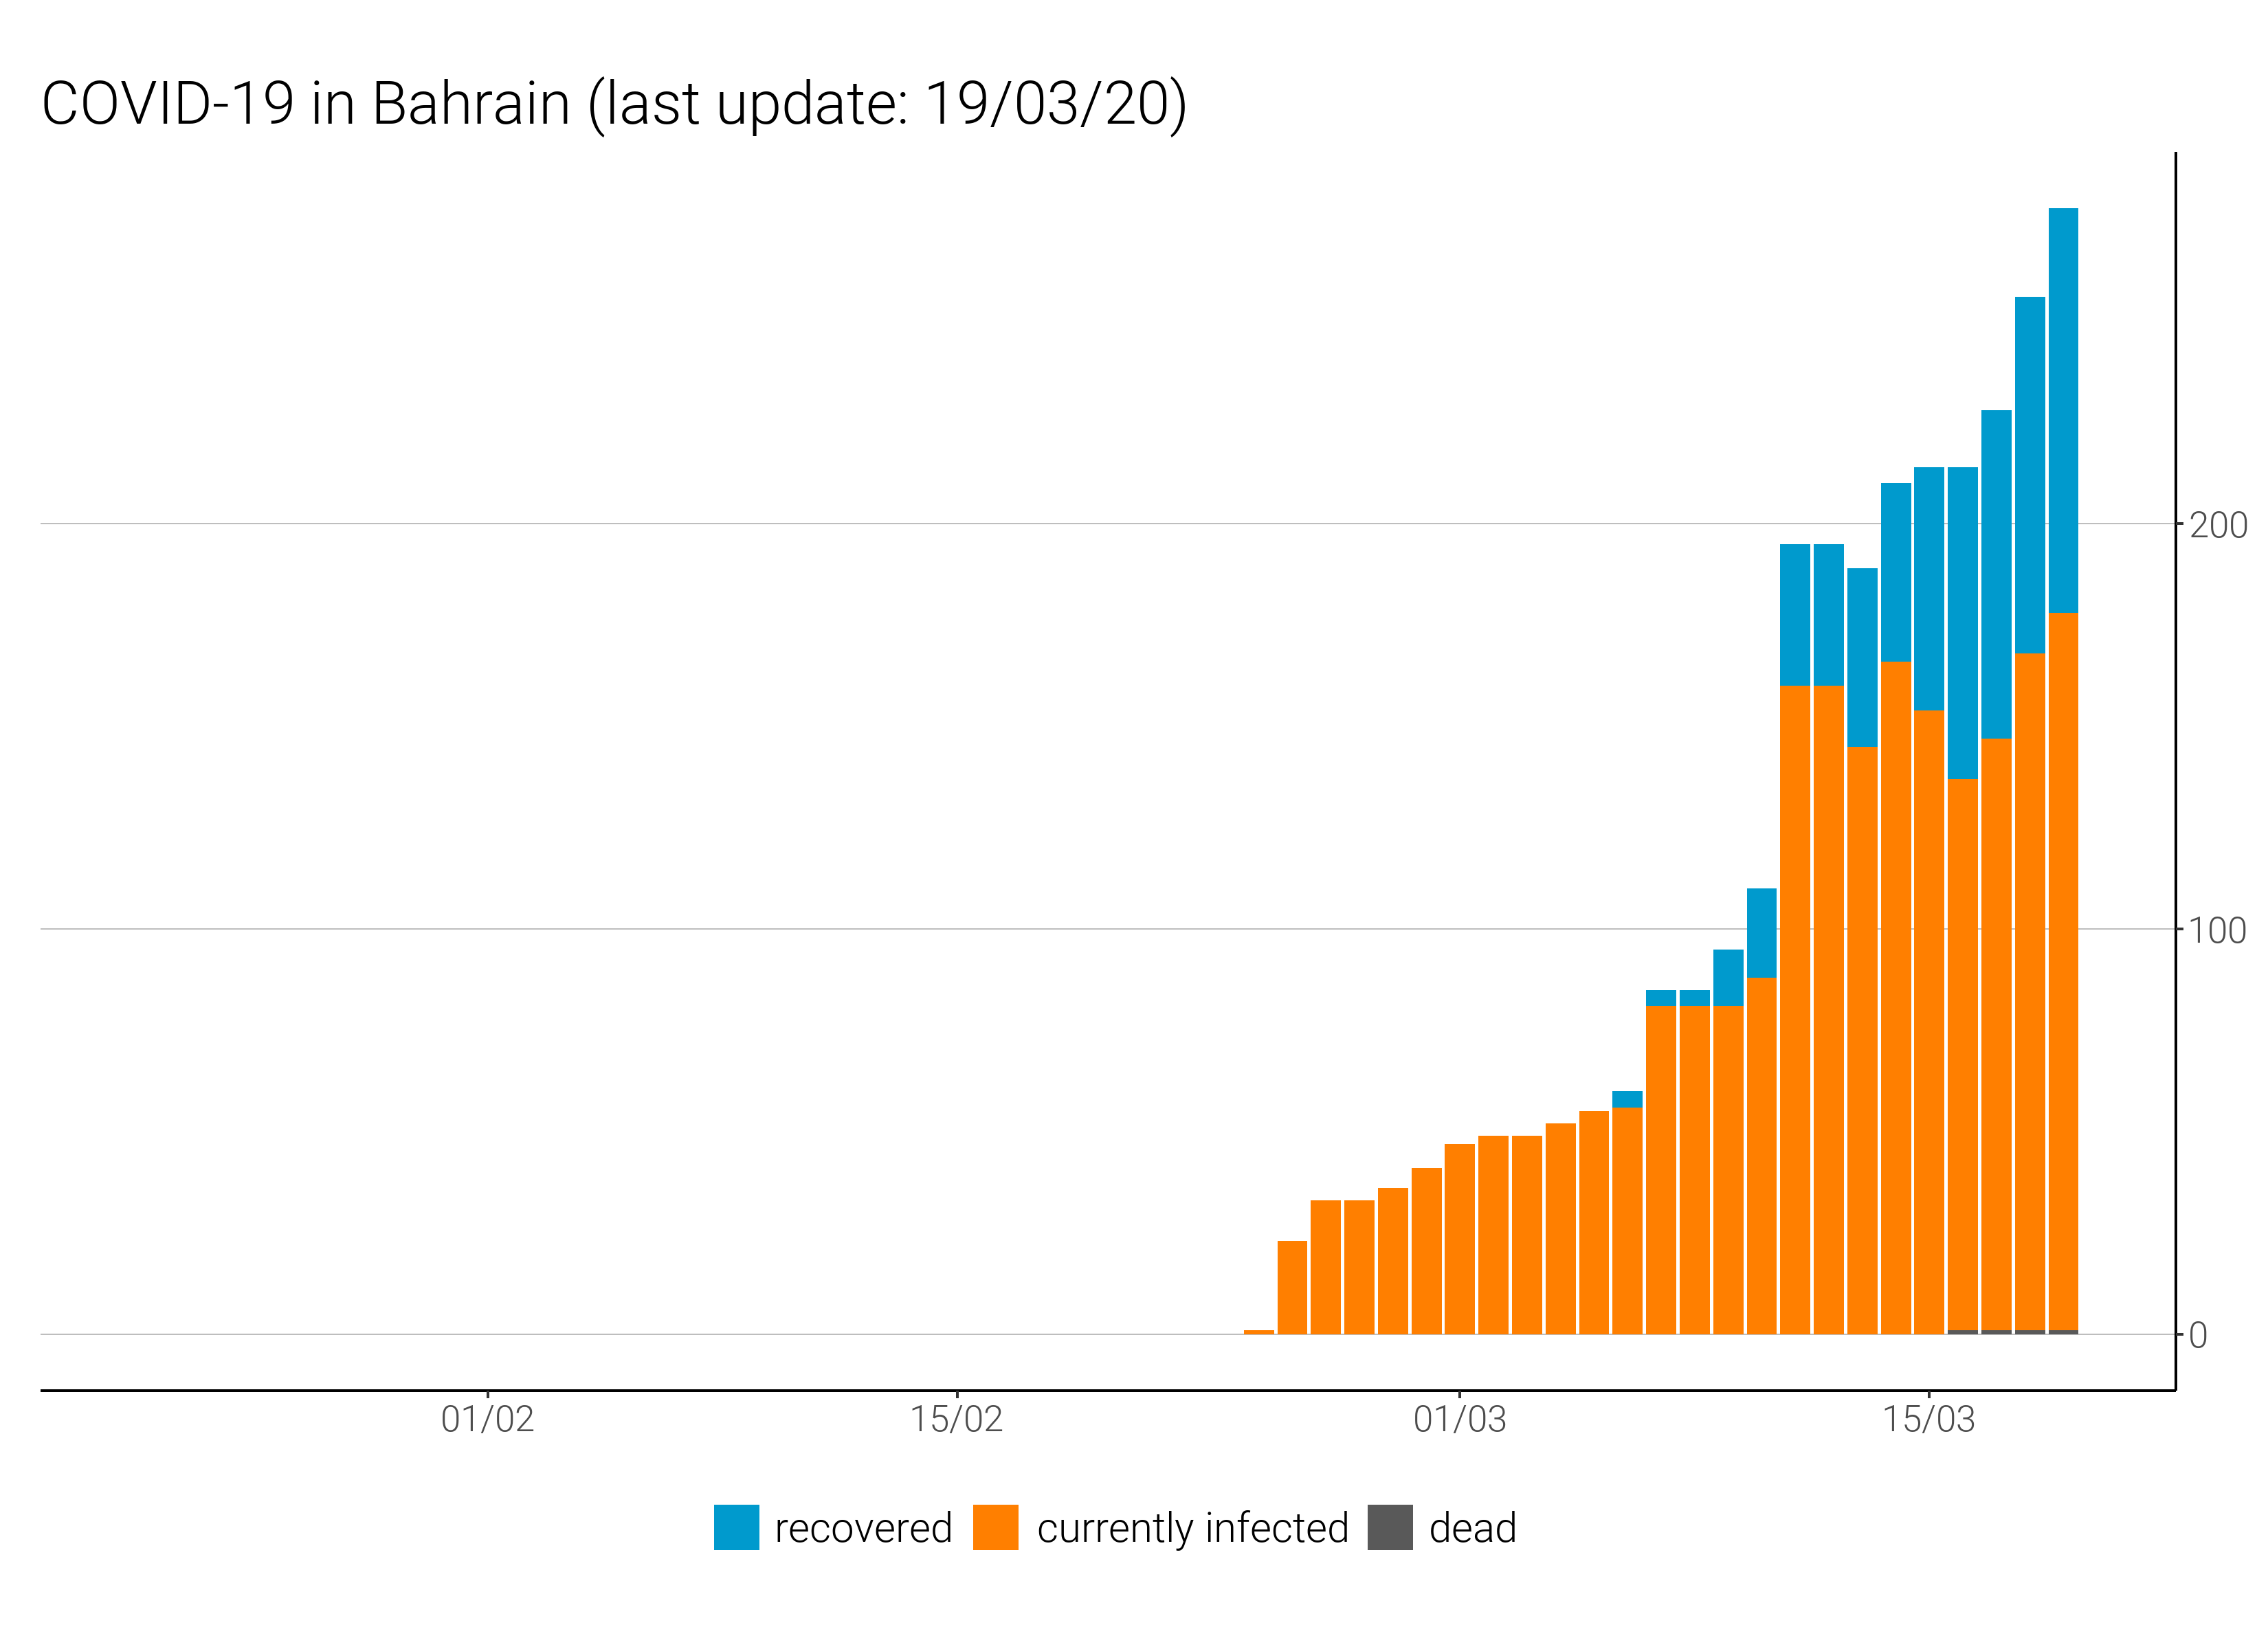 COVID-19 in Bahrain (last update: 19/03/20)
200
100
0
01/02 15/02 01/03 15/03
recovered currently infected dead